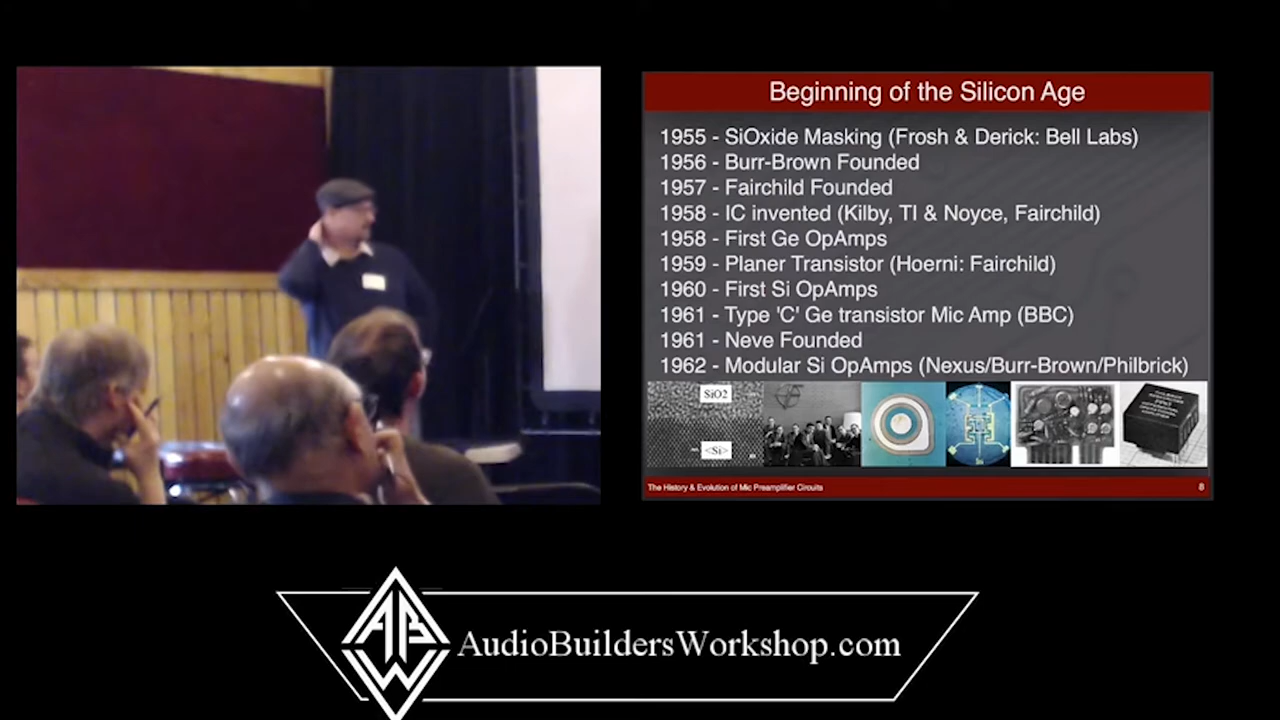 Beginning of the Silicon Age
1955 - SiOxide Masking (Frosh & Derick: Bell Labs)
1956 - Burr-Brown Founded
1957 - Fairchild Founded
1958 - IC invented (Kilby, TI & Noyce, Fairchild)
1958 - First Ge OpAmps
1959 - Planer Transistor (Hoerni: Fairchild)
1960 - First Si OpAmps
1961 - Type 'C' Ge transistor Mic Amp (BBC)
1961 - Neve Founded
1962 - Modular Si OpAmps (Nexus/Burr-Brown/Philbrick)
SiO2
<Si>
The History & Evolution of Mic Preamplifier Circuits
8
ABW
AudioBuildersWorkshop.com